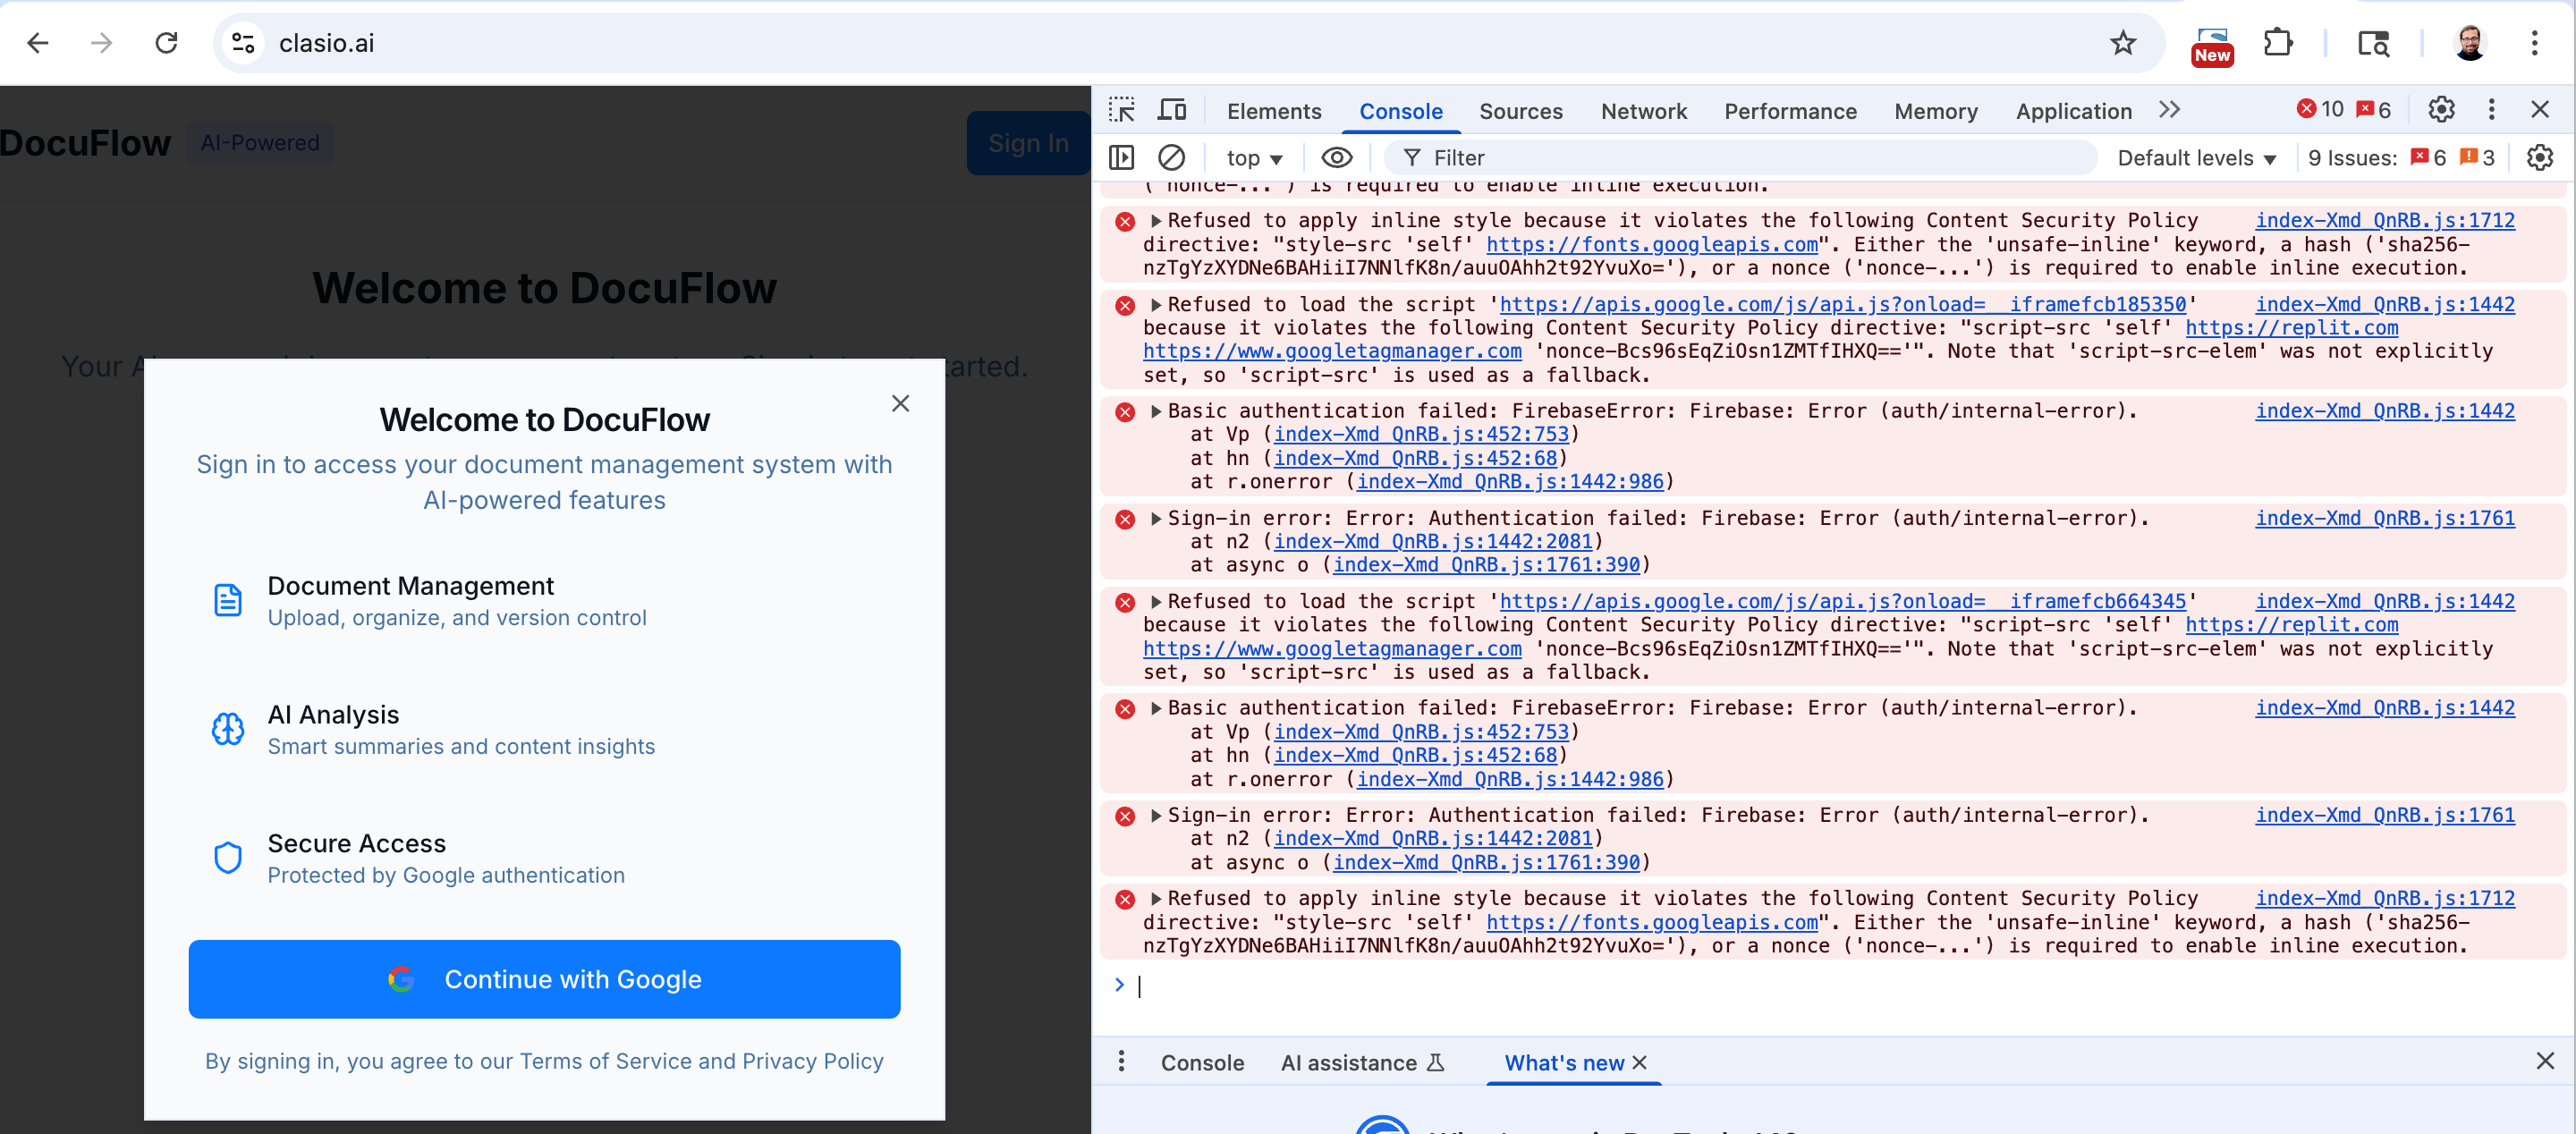 clasio.ai
New
DocuFlow
AI-Powered
Sign In
Welcome to DocuFlow
Your A
tarted.
Welcome to DocuFlow
Sign in to access your document management system with
AI-powered features
Document Management
Upload, organize, and version control
AI Analysis
Smart summaries and content insights
Secure Access
Protected by Google authentication
Continue with Google
By signing in, you agree to our Terms of Service and Privacy Policy
Elements Console Sources Network Performance Memory Application 10 6
top Filter Default levels 9 Issues: 6 3
('nonce-...') is required to enable inline execution.
Refused to apply inline style because it violates the following Content Security Policy index-Xmd_QnRB.js:1712
directive: "style-src 'self' https://fonts.googleapis.com". Either the 'unsafe-inline' keyword, a hash ('sha256-
nzTgYzXYDNe6BAHiiI7NNlfK8n/auuOAhh2t92YvuXo='), or a nonce ('nonce-...') is required to enable inline execution.
Refused to load the script 'https://apis.google.com/js/api.js?onload=__iframefcb185350' index-Xmd_QnRB.js:1442
because it violates the following Content Security Policy directive: "script-src 'self' https://replit.com
https://www.googletagmanager.com 'nonce-Bcs96sEqZiOsn1ZMTfIHXQ=='". Note that 'script-src-elem' was not explicitly
set, so 'script-src' is used as a fallback.
Basic authentication failed: FirebaseError: Firebase: Error (auth/internal-error). index-Xmd_QnRB.js:1442
at Vp (index-Xmd_QnRB.js:452:753)
at hn (index-Xmd_QnRB.js:452:68)
at r.onerror (index-Xmd_QnRB.js:1442:986)
Sign-in error: Error: Authentication failed: Firebase: Error (auth/internal-error). index-Xmd_QnRB.js:1761
at n2 (index-Xmd_QnRB.js:1442:2081)
at async o (index-Xmd_QnRB.js:1761:390)
Refused to load the script 'https://apis.google.com/js/api.js?onload=__iframefcb664345' index-Xmd_QnRB.js:1442
because it violates the following Content Security Policy directive: "script-src 'self' https://replit.com
https://www.googletagmanager.com 'nonce-Bcs96sEqZiOsn1ZMTfIHXQ=='". Note that 'script-src-elem' was not explicitly
set, so 'script-src' is used as a fallback.
Basic authentication failed: FirebaseError: Firebase: Error (auth/internal-error). index-Xmd_QnRB.js:1442
at Vp (index-Xmd_QnRB.js:452:753)
at hn (index-Xmd_QnRB.js:452:68)
at r.onerror (index-Xmd_QnRB.js:1442:986)
Sign-in error: Error: Authentication failed: Firebase: Error (auth/internal-error). index-Xmd_QnRB.js:1761
at n2 (index-Xmd_QnRB.js:1442:2081)
at async o (index-Xmd_QnRB.js:1761:390)
Refused to apply inline style because it violates the following Content Security Policy index-Xmd_QnRB.js:1712
directive: "style-src 'self' https://fonts.googleapis.com". Either the 'unsafe-inline' keyword, a hash ('sha256-
nzTgYzXYDNe6BAHiiI7NNlfK8n/auuOAhh2t92YvuXo='), or a nonce ('nonce-...') is required to enable inline execution.
Console AI assistance What's new